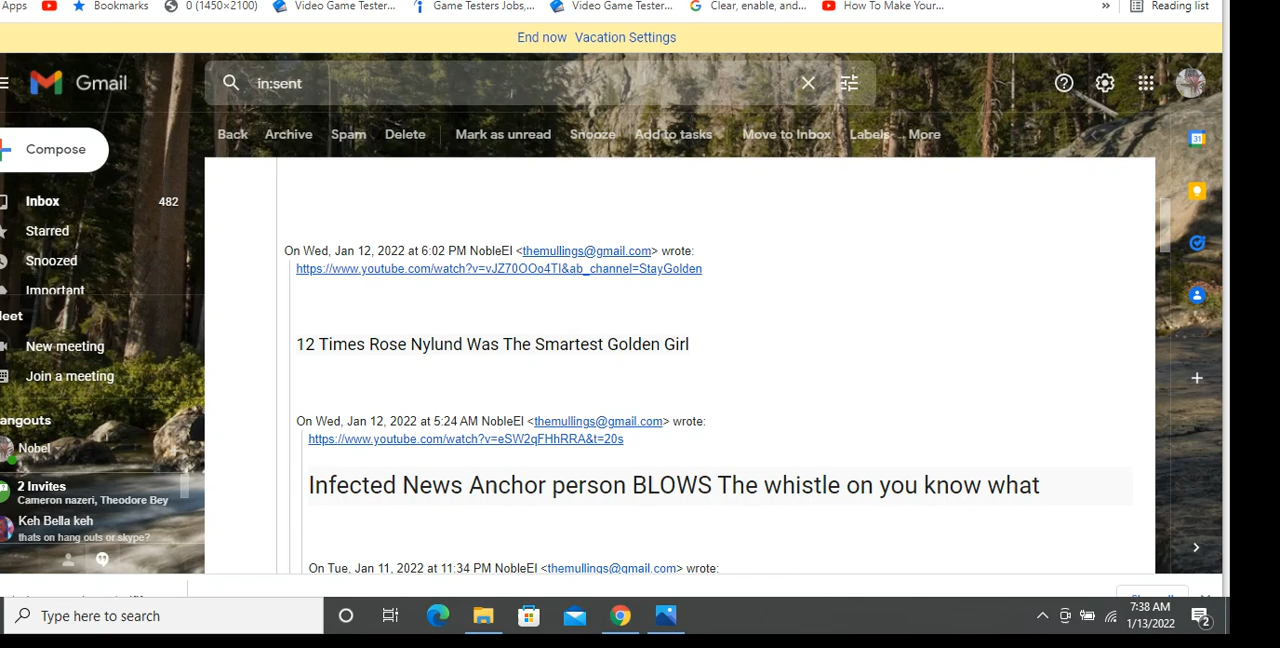 Apps Bookmarks 0 (1450×2100) Video Game Tester... Game Testers Jobs,... Video Game Tester... Clear, enable, and... How To Make Your... » Reading list
End now Vacation Settings
Gmail
in:sent
Back Archive Spam Delete Mark as unread Snooze Add to tasks Move to Inbox Labels More
Compose
Inbox 482
Starred
Snoozed
Important
eet
New meeting
Join a meeting
angouts
Nobel
2 Invites
Cameron nazeri, Theodore Bey
Keh Bella keh
thats on hang outs or skype?
31
On Wed, Jan 12, 2022 at 6:02 PM NobleEl <themullings@gmail.com> wrote:
https://www.youtube.com/watch?v=vJZ70OOo4TI&ab_channel=StayGolden
12 Times Rose Nylund Was The Smartest Golden Girl
On Wed, Jan 12, 2022 at 5:24 AM NobleEl <themullings@gmail.com> wrote:
https://www.youtube.com/watch?v=eSW2qFHhRRA&t=20s
Infected News Anchor person BLOWS The whistle on you know what
On Tue, Jan 11, 2022 at 11:34 PM NobleEl <themullings@gmail.com> wrote:
Type here to search
7:38 AM
1/13/2022
2